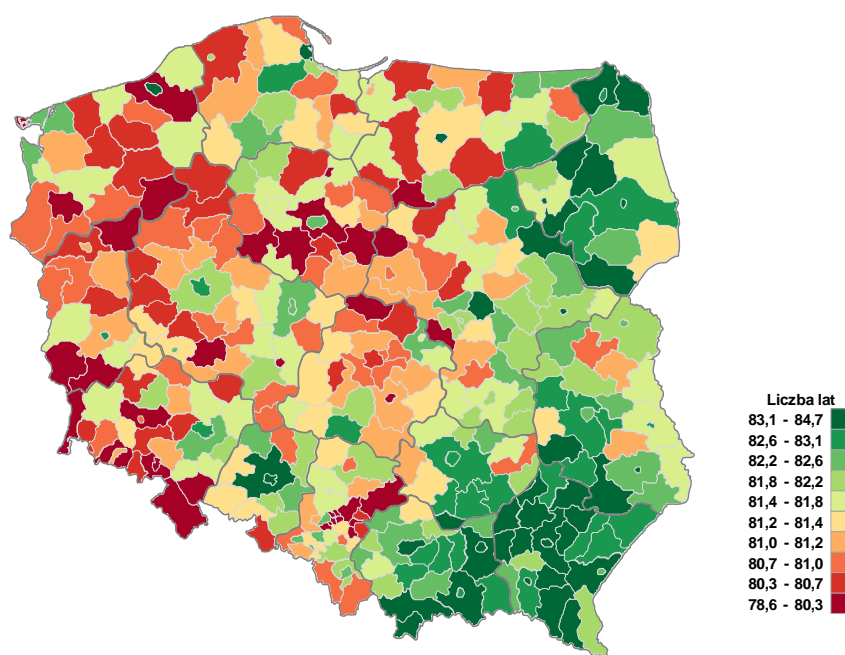 Liczba lat
83,1 - 84,7
82,6 - 83,1
82,2 - 82,6
81,8 - 82,2
81,4 - 81,8
81,2 - 81,4
81,0 - 81,2
80,7 - 81,0
80,3 - 80,7
78,6 - 80,3